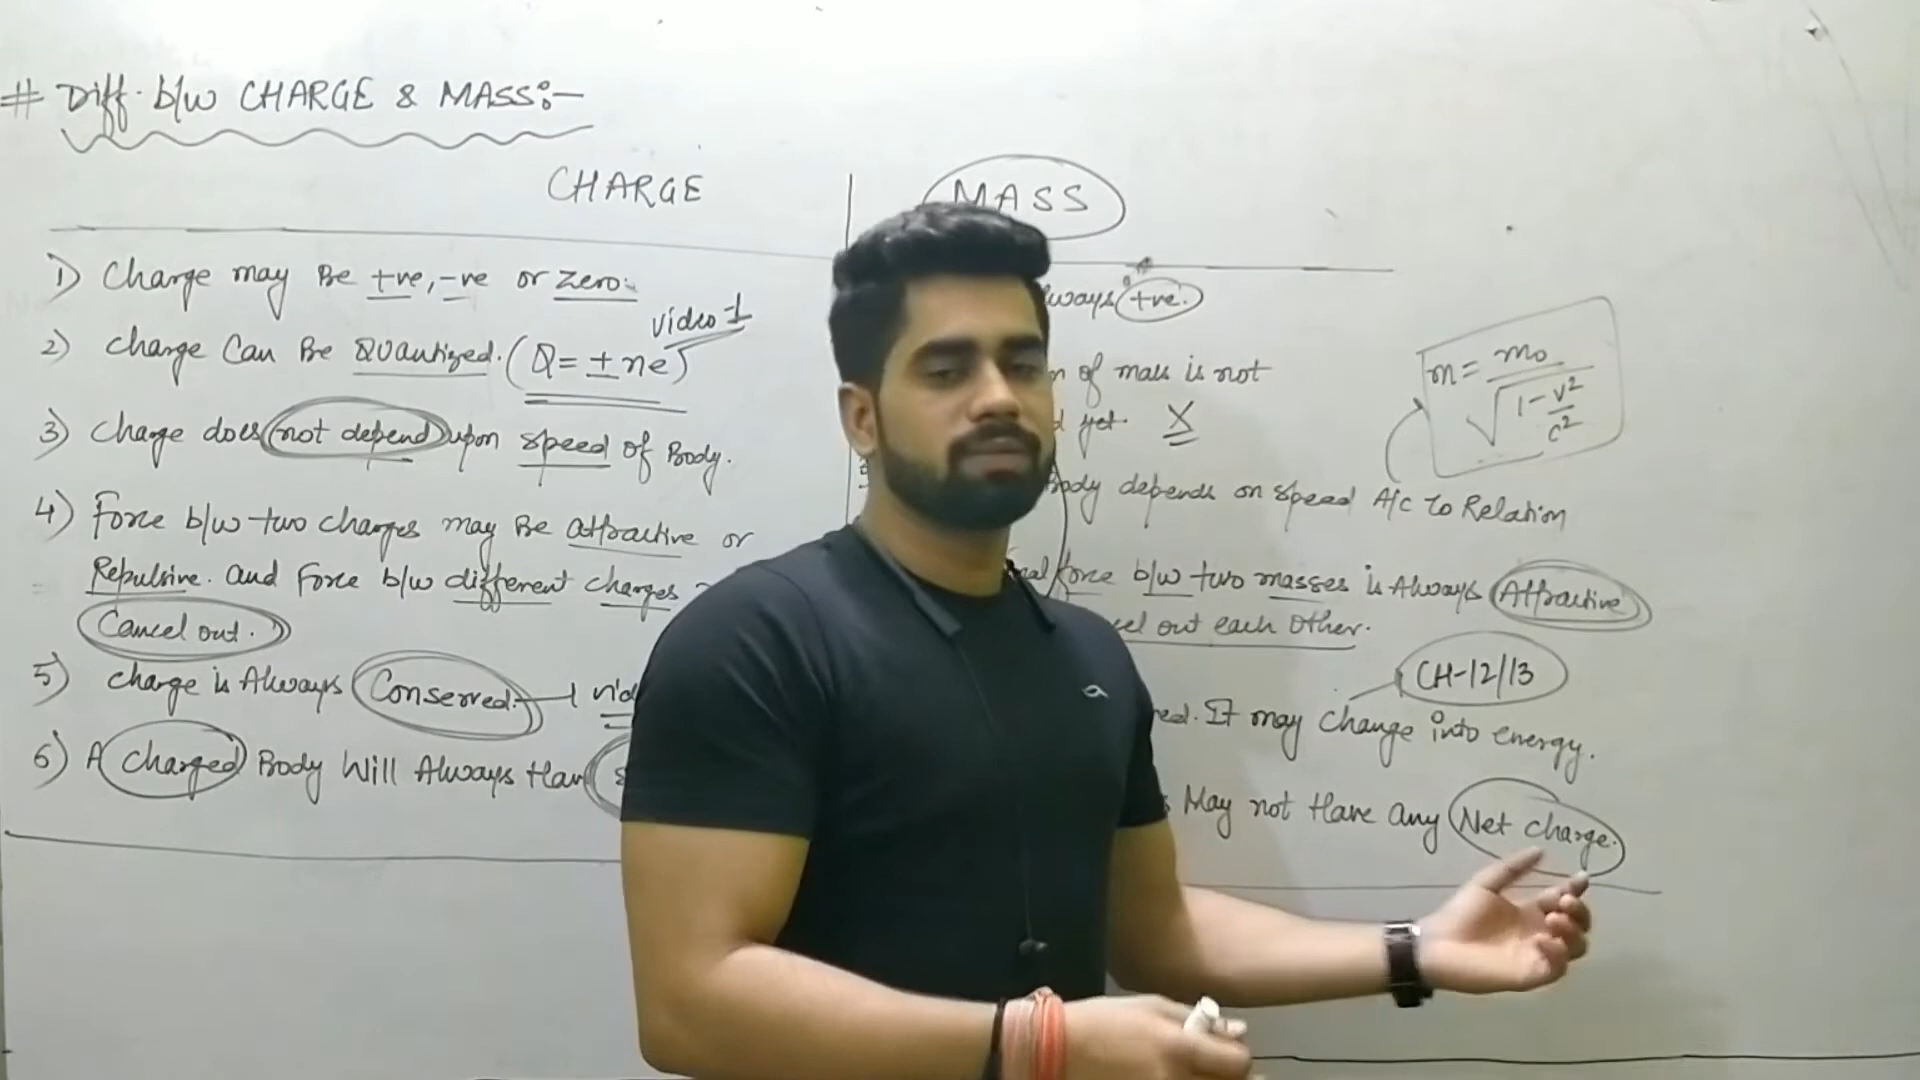 # Diff. b/w CHARGE & MASS:-
CHARGE
1) Charge may Be +ve, -ve or Zero.
2) Charge Can Be Quantized. (Q = ± ne) video-1
3) Charge does not depend upon speed of Body.
4) Force b/w two charges may Be attractive or
Repulsive. and Force b/w different charges
Cancel out.
5) Charge is Always Conserved.
6) A charged Body Will Always Have
MASS
ways +ve.
of mass is not
yet X
Body depends on speed A/c to Relation
m = m₀ / √(1 - v²/c²)
force b/w two masses is Always Attractive
out each other.
CH-12/13
It may Change into energy.
May not Have any Net charge.